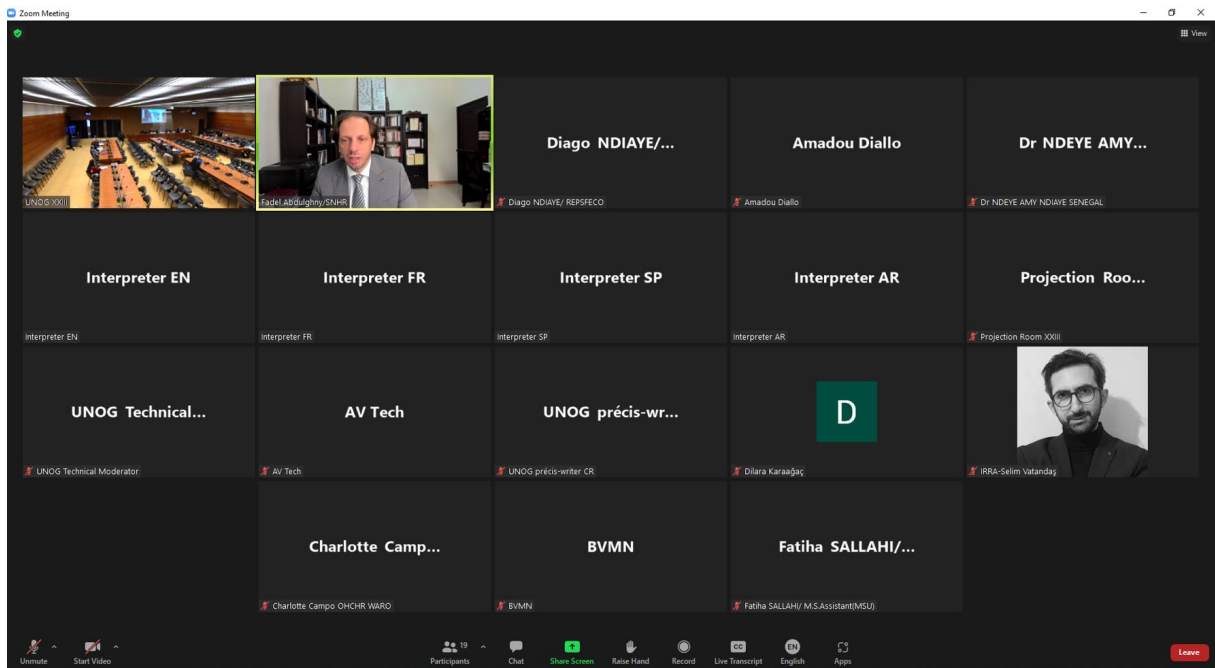 Zoom Meeting
View
UNOG XXIII
Fadel Abdulghny/SNHR
Diago NDIAYE/...
Diago NDIAYE/ REPSFECO
Amadou Diallo
Amadou Diallo
Dr NDEYE AMY...
Dr NDEYE AMY NDIAYE SENEGAL
Interpreter EN
Interpreter EN
Interpreter FR
Interpreter FR
Interpreter SP
Interpreter SP
Interpreter AR
Interpreter AR
Projection Roo...
Projection Room XXIII
UNOG Technical...
UNOG Technical Moderator
AV Tech
AV Tech
UNOG précis-wr...
UNOG précis-writer CR
D
Dilara Karaağaç
IRRA-Selim Vatandaş
Charlotte Camp...
Charlotte Campo OHCHR WARO
BVMN
BVMN
Fatiha SALLAHI/...
Fatiha SALLAHI/ M.S.Assistant(MSU)
Unmute
Start Video
Participants
19
Chat
Share Screen
Raise Hand
Record
CC
Live Transcript
EN
English
Apps
Leave